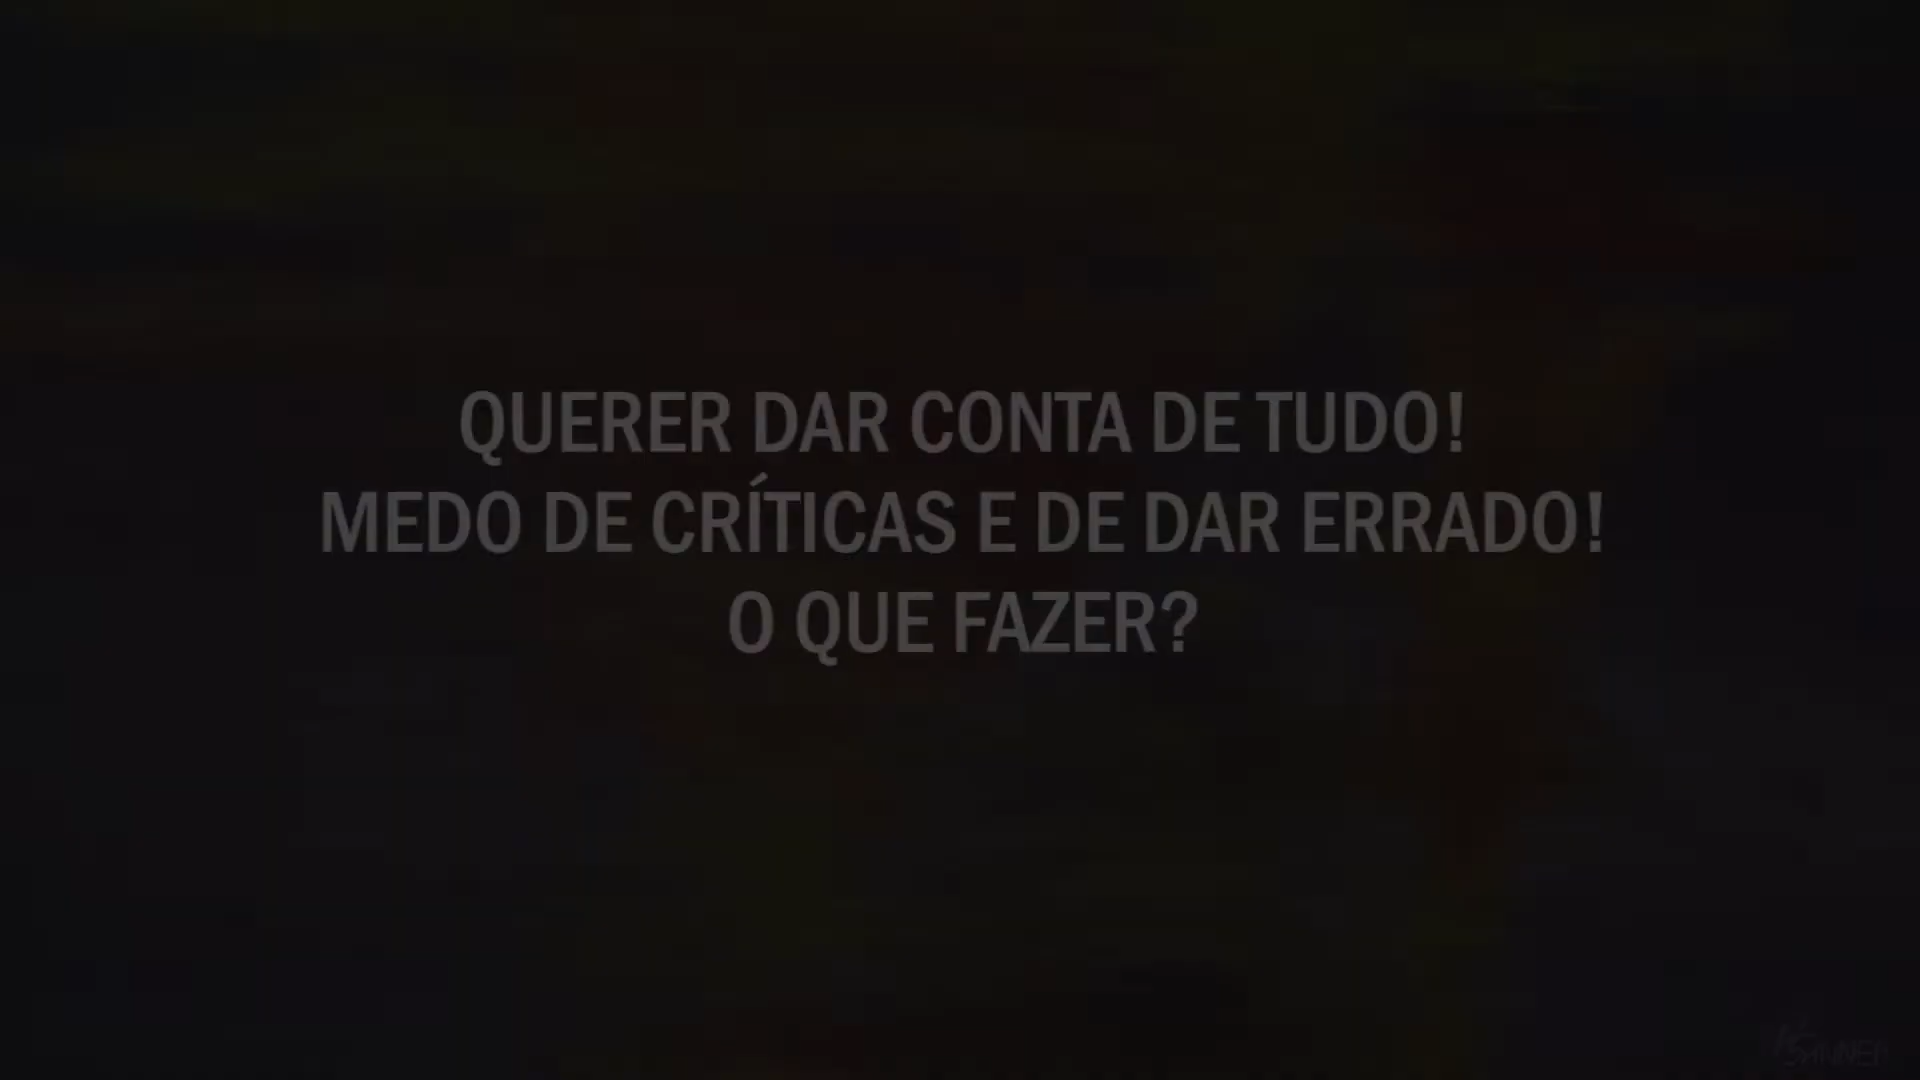 QUERER DAR CONTA DE TUDO!
MEDO DE CRÍTICAS E DE DAR ERRADO!
O QUE FAZER?